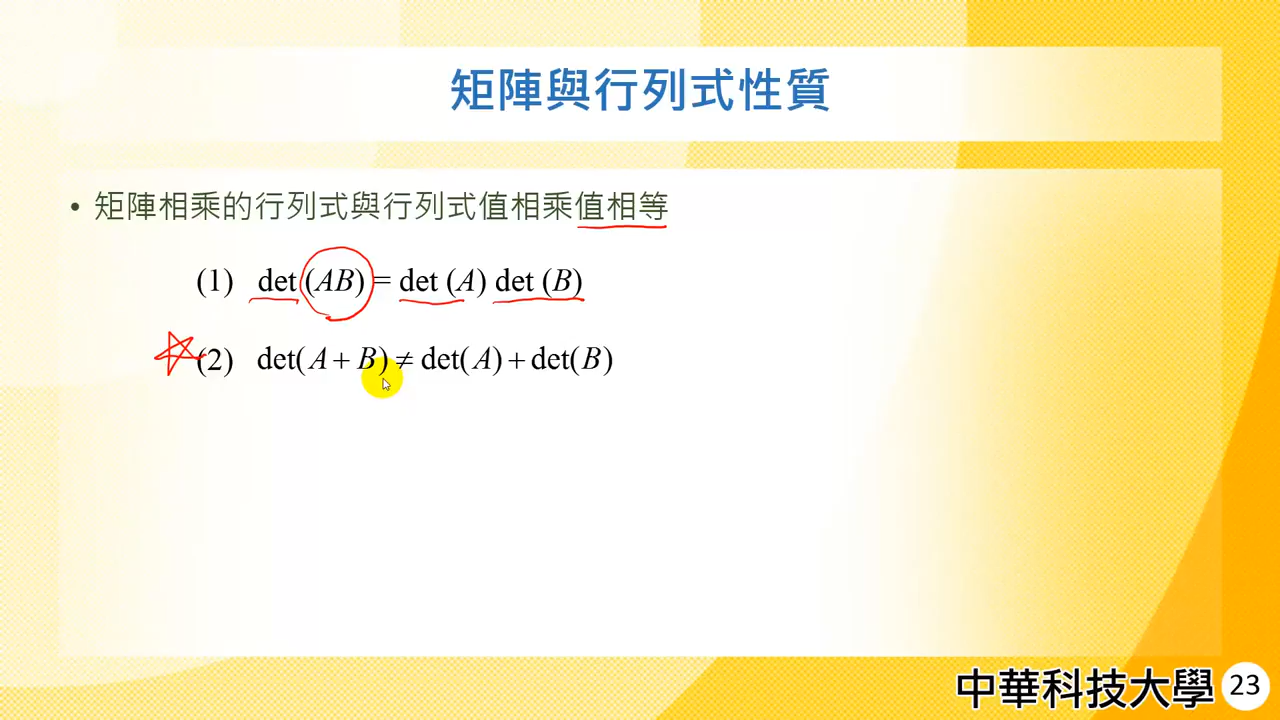 矩陣與行列式性質
• 矩陣相乘的行列式與行列式值相乘值相等
(1) det (AB) = det (A) det (B)
(2) det(A + B) ≠ det(A) + det(B)
中華科技大學 23